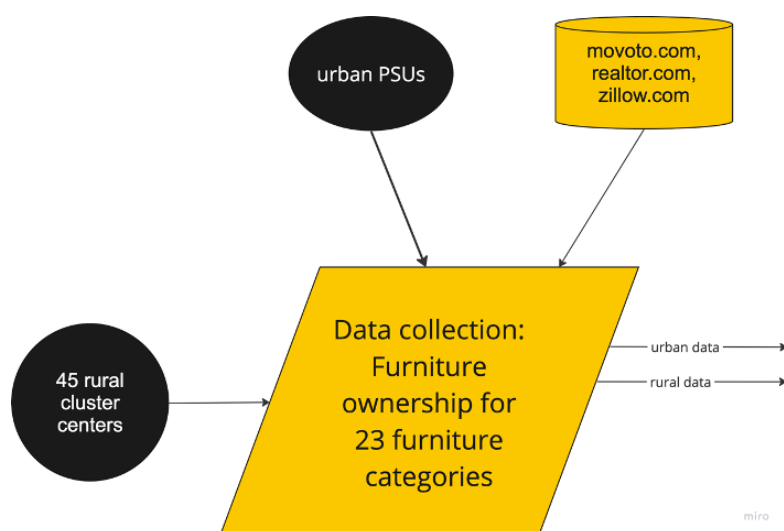 urban PSUs
movoto.com,
realtor.com,
zillow.com
45 rural
cluster
centers
Data collection:
Furniture
ownership for
23 furniture
categories
urban data
rural data
miro